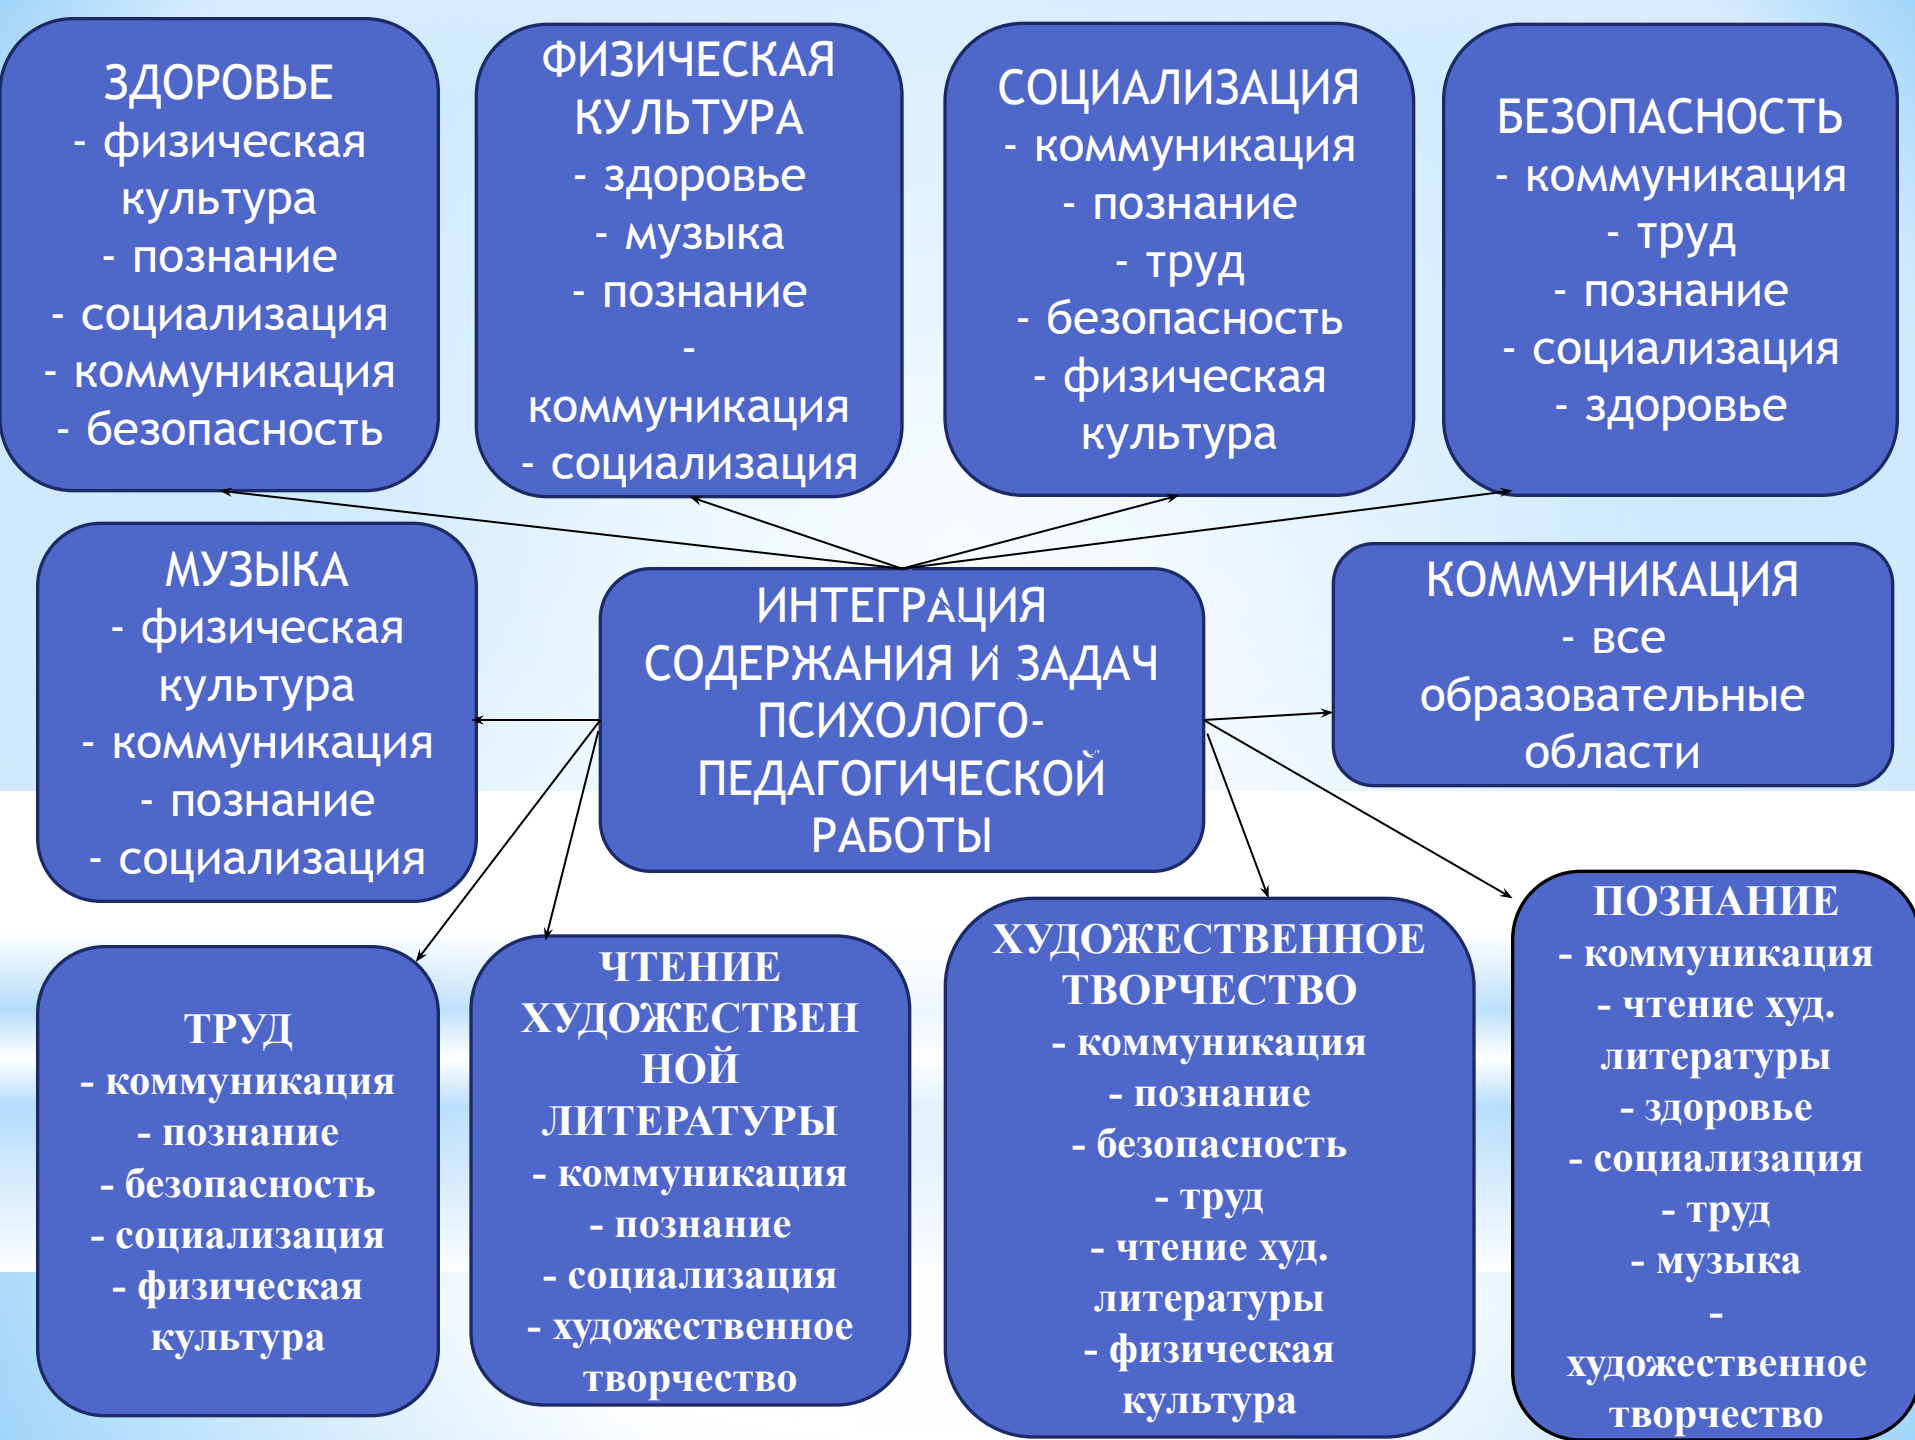 ЗДОРОВЬЕ
- физическая
культура
- познание
- социализация
- коммуникация
- безопасность
ФИЗИЧЕСКАЯ
КУЛЬТУРА
- здоровье
- музыка
- познание
-
коммуникация
- социализация
СОЦИАЛИЗАЦИЯ
- коммуникация
- познание
- труд
- безопасность
- физическая
культура
БЕЗОПАСНОСТЬ
- коммуникация
- труд
- познание
- социализация
- здоровье
МУЗЫКА
- физическая
культура
- коммуникация
- познание
- социализация
ИНТЕГРАЦИЯ
СОДЕРЖАНИЯ И ЗАДАЧ
ПСИХОЛОГО-
ПЕДАГОГИЧЕСКОЙ
РАБОТЫ
КОММУНИКАЦИЯ
- все
образовательные
области
ТРУД
- коммуникация
- познание
- безопасность
- социализация
- физическая
культура
ЧТЕНИЕ
ХУДОЖЕСТВЕН
НОЙ
ЛИТЕРАТУРЫ
- коммуникация
- познание
- социализация
- художественное
творчество
ХУДОЖЕСТВЕННОЕ
ТВОРЧЕСТВО
- коммуникация
- познание
- безопасность
- труд
- чтение худ.
литературы
- физическая
культура
ПОЗНАНИЕ
- коммуникация
- чтение худ.
литературы
- здоровье
- социализация
- труд
- музыка
-
художественное
творчество